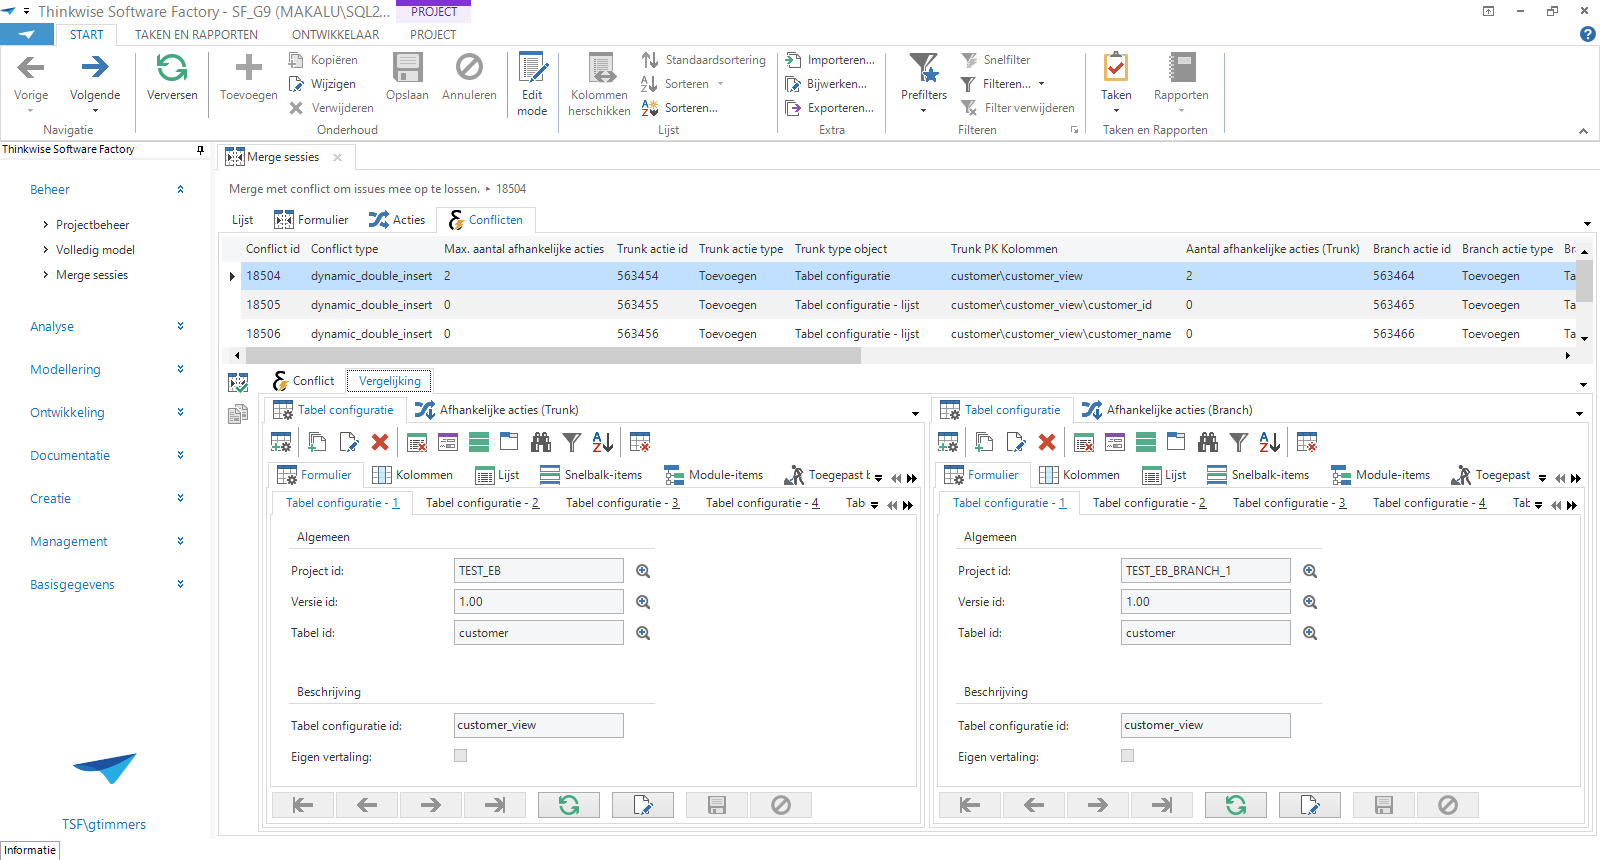 Thinkwise Software Factory - SF_G9 (MAKALU\SQL2... PROJECT
START TAKEN EN RAPPORTEN ONTWIKKELAAR PROJECT
Vorige Volgende Verversen Toevoegen Kopiëren Wijzigen Verwijderen Opslaan Annuleren Edit mode Kolommen herschikken Standaardsortering Sorteren Sorteren... Importeren... Bijwerken... Exporteren... Prefilters Snelfilter Filteren... Filter verwijderen Taken Rapporten
Navigatie Onderhoud Lijst Extra Filteren Taken en Rapporten
Thinkwise Software Factory
Beheer
Projectbeheer
Volledig model
Merge sessies
Analyse
Modellering
Ontwikkeling
Documentatie
Creatie
Management
Basisgegevens
TSF\gtimmers
Informatie
Merge sessies
Merge met conflict om issues mee op te lossen. ▸ 18504
Lijst Formulier Acties Conflicten
Conflict id Conflict type Max. aantal afhankelijke acties Trunk actie id Trunk actie type Trunk type object Trunk PK Kolommen Aantal afhankelijke acties (Trunk) Branch actie id Branch actie type Br
18504 dynamic_double_insert 2 563454 Toevoegen Tabel configuratie customer\customer_view 2 563464 Toevoegen Ta
18505 dynamic_double_insert 0 563455 Toevoegen Tabel configuratie - lijst customer\customer_view\customer_id 0 563465 Toevoegen Ta
18506 dynamic_double_insert 0 563456 Toevoegen Tabel configuratie - lijst customer\customer_view\customer_name 0 563466 Toevoegen Ta
Conflict Vergelijking
Tabel configuratie Afhankelijke acties (Trunk)
Formulier Kolommen Lijst Snelbalk-items Module-items Toegepast b
Tabel configuratie - 1 Tabel configuratie - 2 Tabel configuratie - 3 Tabel configuratie - 4 Tab
Algemeen
Project id: TEST_EB
Versie id: 1.00
Tabel id: customer
Beschrijving
Tabel configuratie id: customer_view
Eigen vertaling:
Tabel configuratie Afhankelijke acties (Branch)
Formulier Kolommen Lijst Snelbalk-items Module-items Toegepast
Tabel configuratie - 1 Tabel configuratie - 2 Tabel configuratie - 3 Tabel configuratie - 4 Tab
Algemeen
Project id: TEST_EB_BRANCH_1
Versie id: 1.00
Tabel id: customer
Beschrijving
Tabel configuratie id: customer_view
Eigen vertaling: